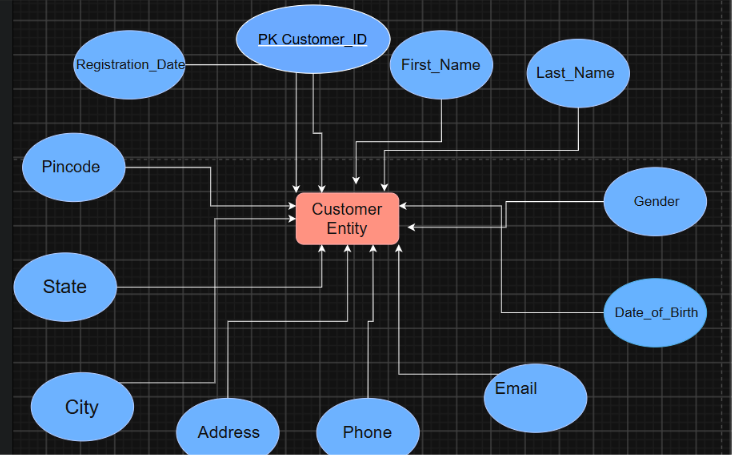 PK Customer_ID
Registration_Date
First_Name
Last_Name
Pincode
Customer
Entity
Gender
State
Date_of_Birth
Email
City
Address
Phone